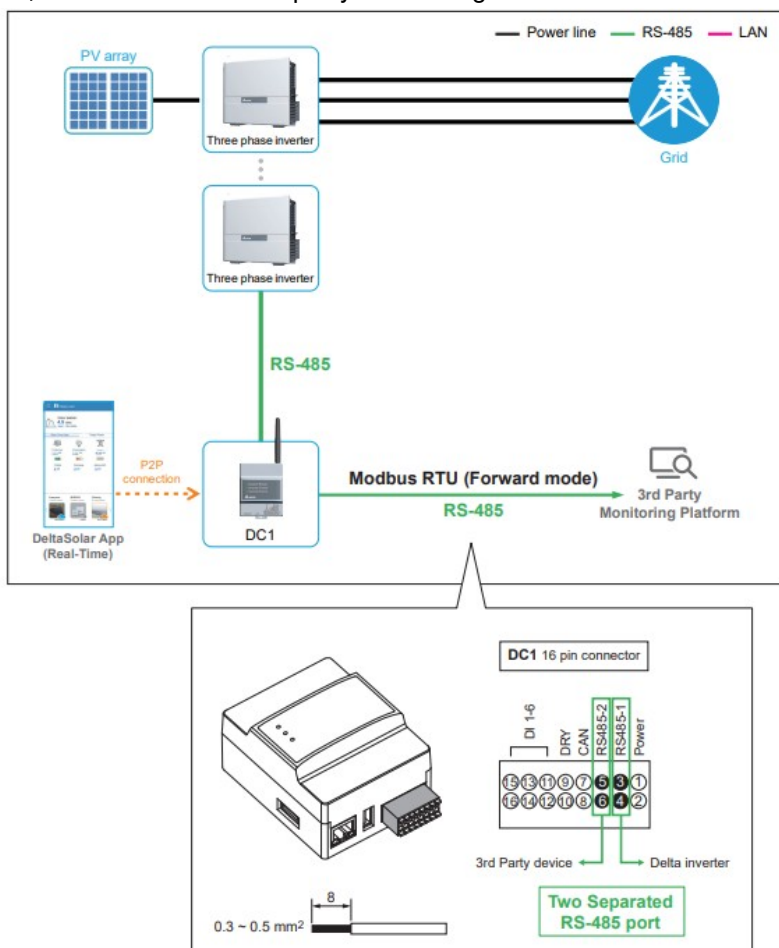 Power line
RS-485
LAN
PV array
Three phase inverter
Grid
Three phase inverter
RS-485
P2P
connection
DeltaSolar App
(Real-Time)
DC1
Modbus RTU (Forward mode)
RS-485
3rd Party
Monitoring Platform
DC1 16 pin connector
DI 1-6
DRY
CAN
RS485-2
RS485-1
Power
15 13 11 9 7 5 3 1
16 14 12 10 8 6 4 2
3rd Party device
Delta inverter
Two Separated
RS-485 port
8
0.3 ~ 0.5 mm²